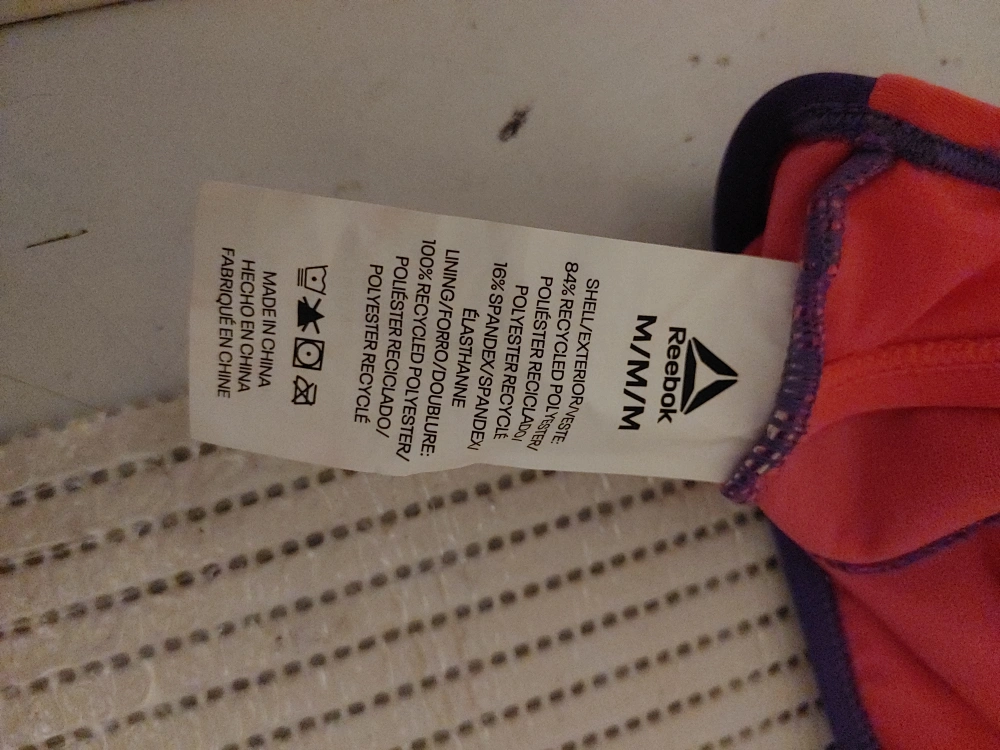 Reebok
M/M/M
SHELL/EXTERIOR/VESTE:
84% RECYCLED POLYESTER/
POLIÉSTER RECICLADO/
POLYESTER RECYCLÉ
16% SPANDEX/SPANDEX/
ÉLASTHANNE
LINING/FORRO/DOUBLURE:
100% RECYCLED POLYESTER/
POLIÉSTER RECICLADO/
POLYESTER RECYCLÉ
MADE IN CHINA
HECHO EN CHINA
FABRIQUÉ EN CHINE